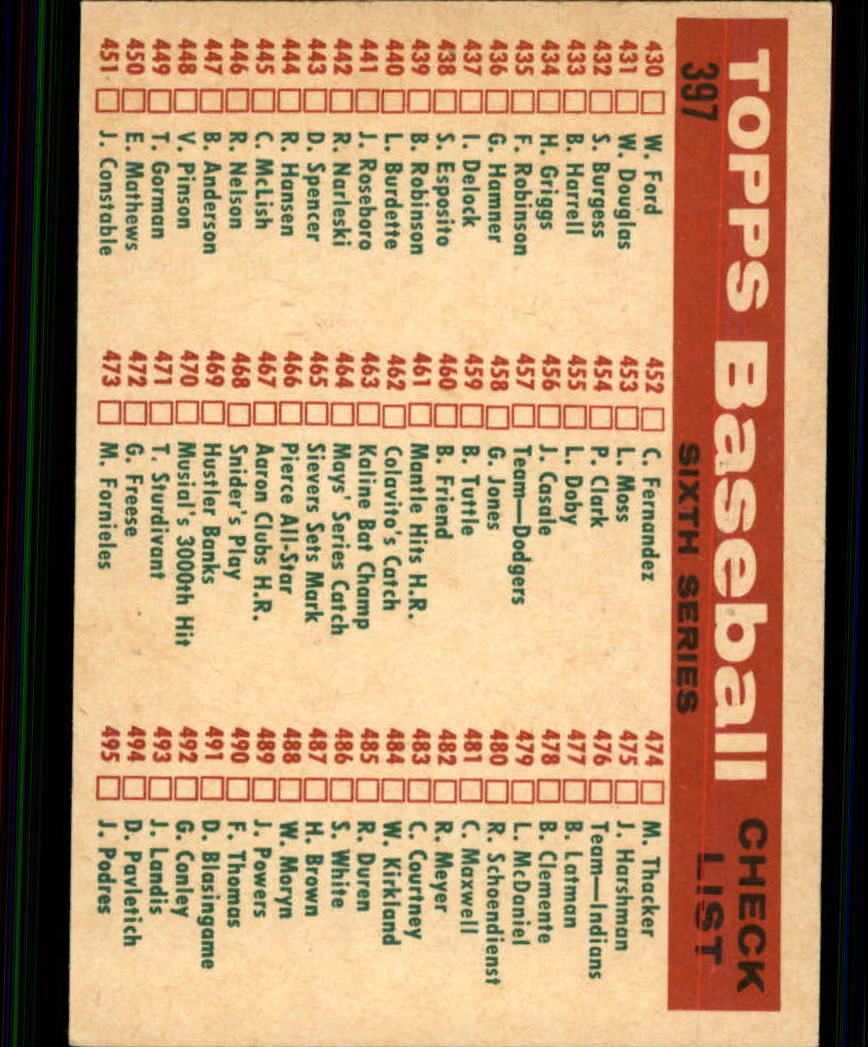 TOPPS Baseball CHECK LIST
397 SIXTH SERIES
430 W. Ford
431 W. Douglas
432 S. Burgess
433 B. Harrell
434 H. Griggs
435 F. Robinson
436 G. Hamner
437 I. Delock
438 S. Esposito
439 B. Robinson
440 L. Burdette
441 J. Roseboro
442 R. Narleski
443 D. Spencer
444 R. Hansen
445 C. McLish
446 R. Nelson
447 B. Anderson
448 V. Pinson
449 T. Gorman
450 E. Mathews
451 J. Constable
452 C. Fernandez
453 L. Moss
454 P. Clark
455 L. Doby
456 J. Casale
457 Team—Dodgers
458 G. Jones
459 B. Tuttle
460 B. Friend
461 Mantle Hits H.R.
462 Colavito's Catch
463 Kaline Bat Champ
464 Mays' Series Catch
465 Sievers Sets Mark
466 Pierce All-Star
467 Aaron Clubs H.R.
468 Snider's Play
469 Hustler Banks
470 Musial's 3000th Hit
471 T. Sturdivant
472 G. Freese
473 M. Fornieles
474 M. Thacker
475 J. Harshman
476 Team—Indians
477 B. Latman
478 B. Clemente
479 L. McDaniel
480 R. Schoendienst
481 C. Maxwell
482 R. Meyer
483 C. Courtney
484 W. Kirkland
485 R. Duren
486 S. White
487 H. Brown
488 W. Moryn
489 J. Powers
490 F. Thomas
491 D. Blasingame
492 G. Conley
493 J. Landis
494 D. Pavletich
495 J. Podres